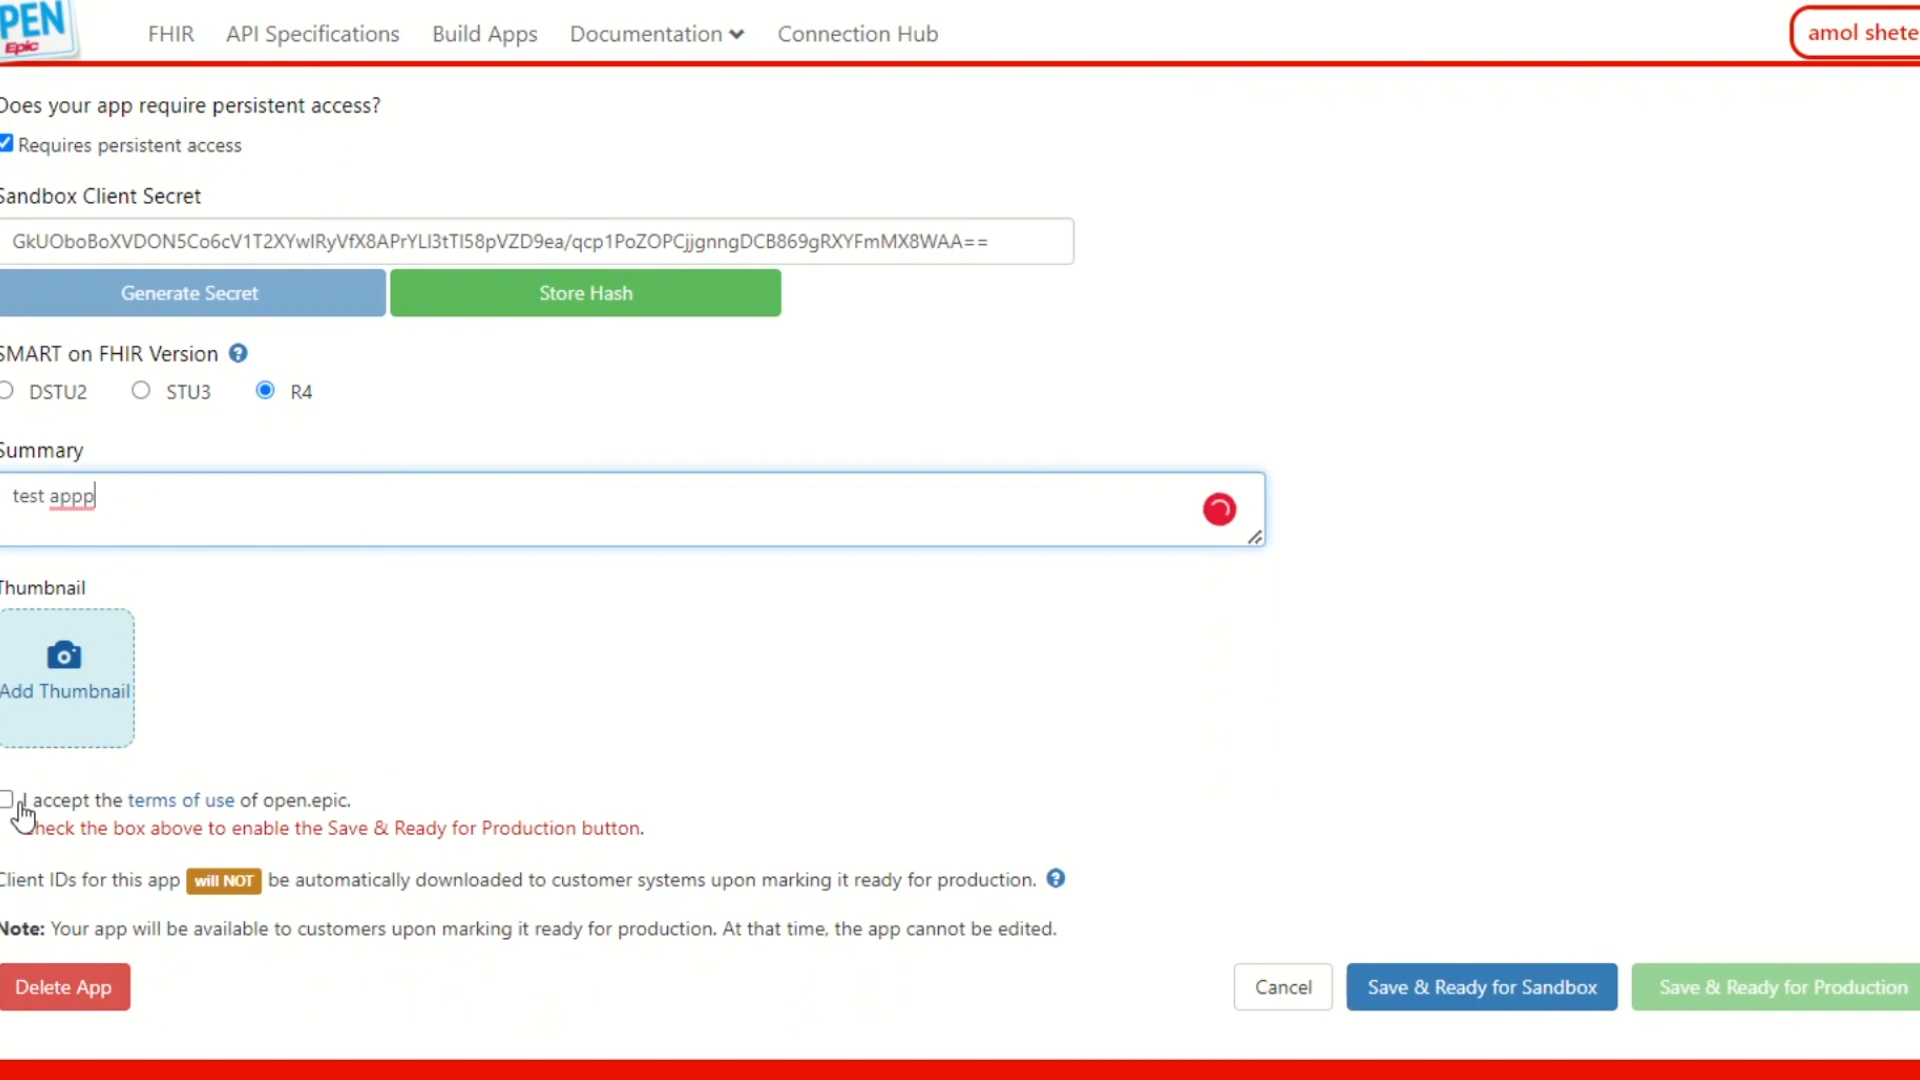 PEN
Epic
FHIR API Specifications Build Apps Documentation Connection Hub
amol shete
Does your app require persistent access?
Requires persistent access
Sandbox Client Secret
GkUOboBoXVDON5Co6cV1T2XYwlRyVfX8APrYLl3tTl58pVZD9ea/qcp1PoZOPCjjgnngDCB869gRXYFmMX8WAA==
Generate Secret Store Hash
SMART on FHIR Version
DSTU2 STU3 R4
Summary
test appp
Thumbnail
Add Thumbnail
I accept the terms of use of open.epic.
Check the box above to enable the Save & Ready for Production button.
Client IDs for this app will NOT be automatically downloaded to customer systems upon marking it ready for production.
Note: Your app will be available to customers upon marking it ready for production. At that time, the app cannot be edited.
Delete App Cancel Save & Ready for Sandbox Save & Ready for Production